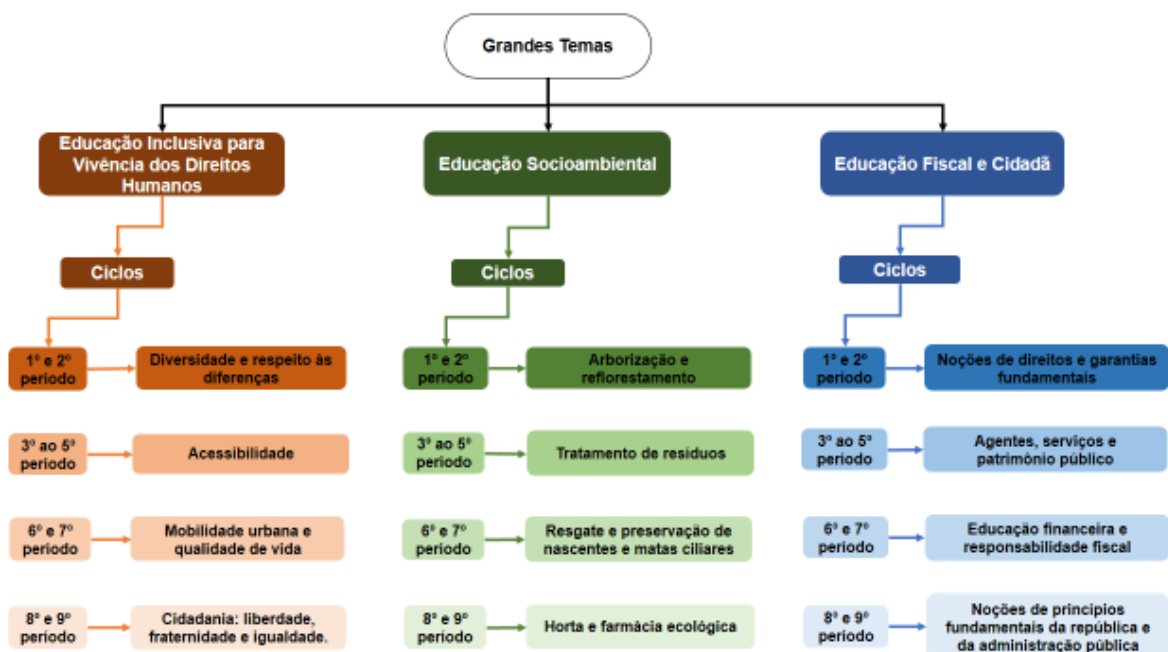 Grandes Temas
Educação Inclusiva para
Vivência dos Direitos
Humanos
Educação Socioambiental
Educação Fiscal e Cidadã
Ciclos
Ciclos
Ciclos
1º e 2º
período
Diversidade e respeito às
diferenças
1º e 2º
período
Arborização e
reflorestamento
1º e 2º
período
Noções de direitos e garantias
fundamentais
3º ao 5º
período
Acessibilidade
3º ao 5º
período
Tratamento de resíduos
3º ao 5º
período
Agentes, serviços e
patrimônio público
6º e 7º
período
Mobilidade urbana e
qualidade de vida
6º e 7º
período
Resgate e preservação de
nascentes e matas ciliares
6º e 7º
período
Educação financeira e
responsabilidade fiscal
8º e 9º
período
Cidadania: liberdade,
fraternidade e igualdade.
8º e 9º
período
Horta e farmácia ecológica
8º e 9º
período
Noções de princípios
fundamentais da república e
da administração pública